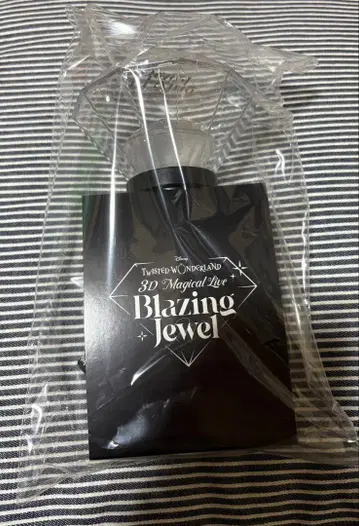 Disney
TWISTED-WONDERLAND
3D Magical Live
Blazing
Jewel